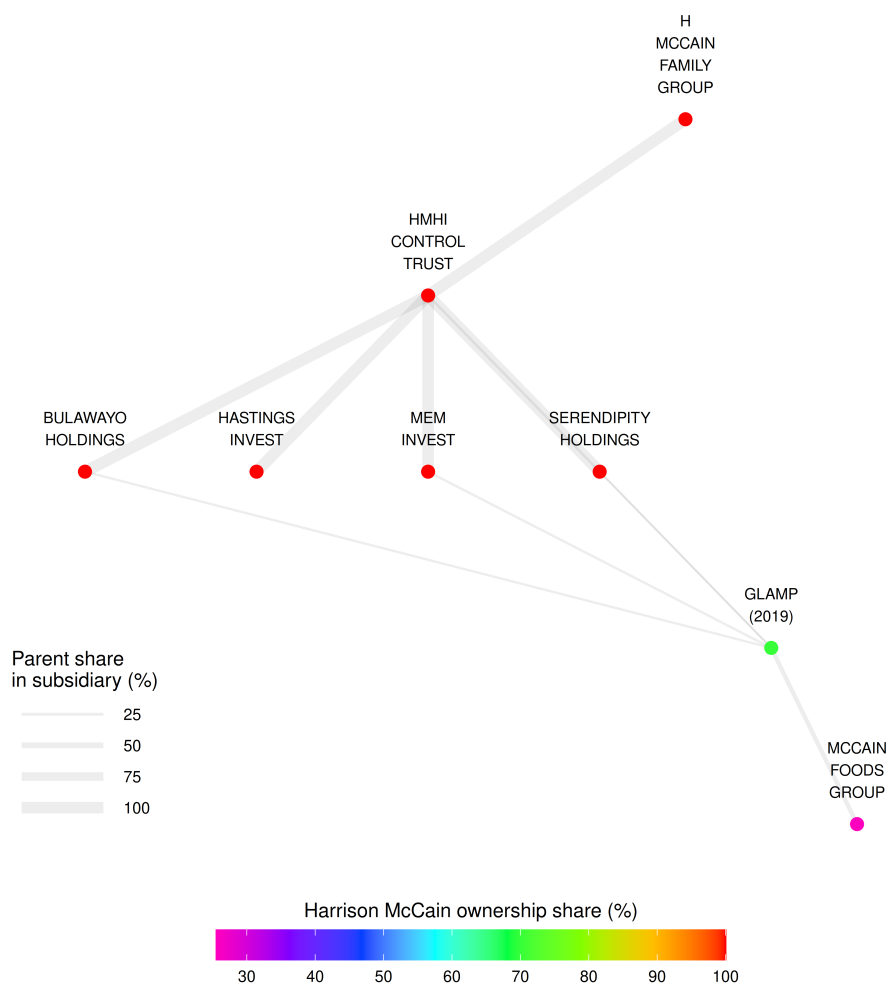 H
MCCAIN
FAMILY
GROUP
HMHI
CONTROL
TRUST
BULAWAYO
HOLDINGS
HASTINGS
INVEST
MEM
INVEST
SERENDIPITY
HOLDINGS
GLAMP
(2019)
Parent share
in subsidiary (%)
25
50
75
100
MCCAIN
FOODS
GROUP
Harrison McCain ownership share (%)
30 40 50 60 70 80 90 100